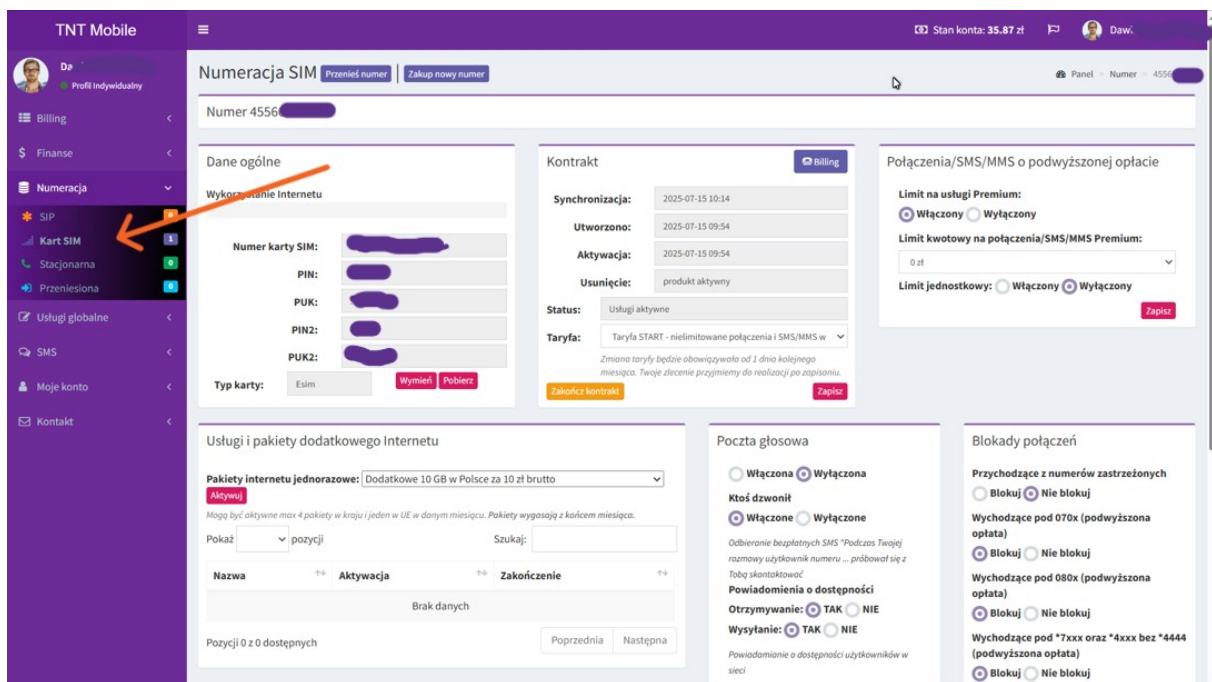 TNT Mobile
Stan konta: 35.87 zł
Daw
Profil Indywidualny
Billing
Finanse
Numeracja
SIP 0
Kart SIM 1
Stacjonarna 0
Przeniesiona 0
Usługi globalne
SMS
Moje konto
Kontakt
Numeracja SIM Przenieś numer | Zakup nowy numer
Panel > Numer > 4556
Numer 4556
Dane ogólne
Wykorzystanie Internetu
Numer karty SIM:
PIN:
PUK:
PIN2:
PUK2:
Typ karty: Esim Wymień Pobierz
Kontrakt Billing
Synchronizacja: 2025-07-15 10:14
Utworzono: 2025-07-15 09:54
Aktywacja: 2025-07-15 09:54
Usunięcie: produkt aktywny
Status: Usługi aktywne
Taryfa: Taryfa START - nielimitowane połączenia i SMS/MMS w
Zmiana taryfy będzie obowiązywała od 1 dnia kolejnego
miesiąca. Twoje zlecenie przyjmiemy do realizacji po zapisaniu.
Zakończ kontrakt Zapisz
Połączenia/SMS/MMS o podwyższonej opłacie
Limit na usługi Premium:
Włączony Wyłączony
Limit kwotowy na połączenia/SMS/MMS Premium:
0 zł
Limit jednostkowy: Włączony Wyłączony
Zapisz
Usługi i pakiety dodatkowego Internetu
Pakiety internetu jednorazowe: Dodatkowe 10 GB w Polsce za 10 zł brutto
Aktywuj
Mogą być aktywne max 4 pakiety w kraju i jeden w UE w danym miesiącu. Pakiety wygasają z końcem miesiąca.
Pokaż pozycji Szukaj:
Nazwa Aktywacja Zakończenie
Brak danych
Pozycji 0 z 0 dostępnych Poprzednia Następna
Poczta głosowa
Włączona Wyłączona
Ktoś dzwonił
Włączone Wyłączone
Odbieranie bezpłatnych SMS "Podczas Twojej
rozmowy użytkownik numeru ... próbował się z
Tobą skontaktować
Powiadomienia o dostępności
Otrzymywanie: TAK NIE
Wysyłanie: TAK NIE
Powiadomianie o dostępności użytkowników w
sieci
Blokady połączeń
Przychodzące z numerów zastrzeżonych
Blokuj Nie blokuj
Wychodzące pod 070x (podwyższona
opłata)
Blokuj Nie blokuj
Wychodzące pod 080x (podwyższona
opłata)
Blokuj Nie blokuj
Wychodzące pod *7xxx oraz *4xxx bez *4444
(podwyższona opłata)
Blokuj Nie blokuj